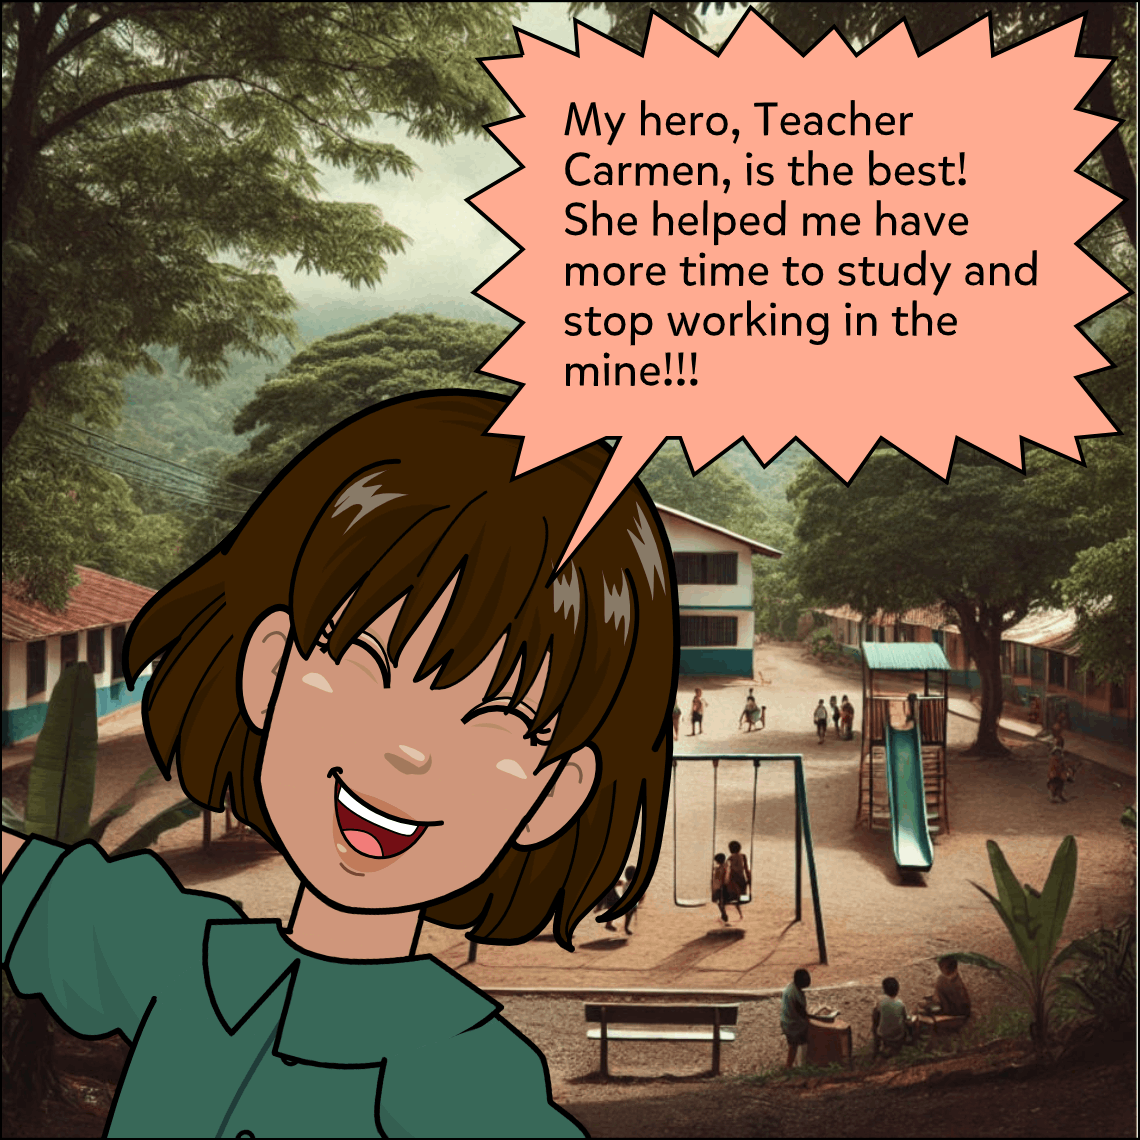 My hero, Teacher
Carmen, is the best!
She helped me have
more time to study and
stop working in the
mine!!!